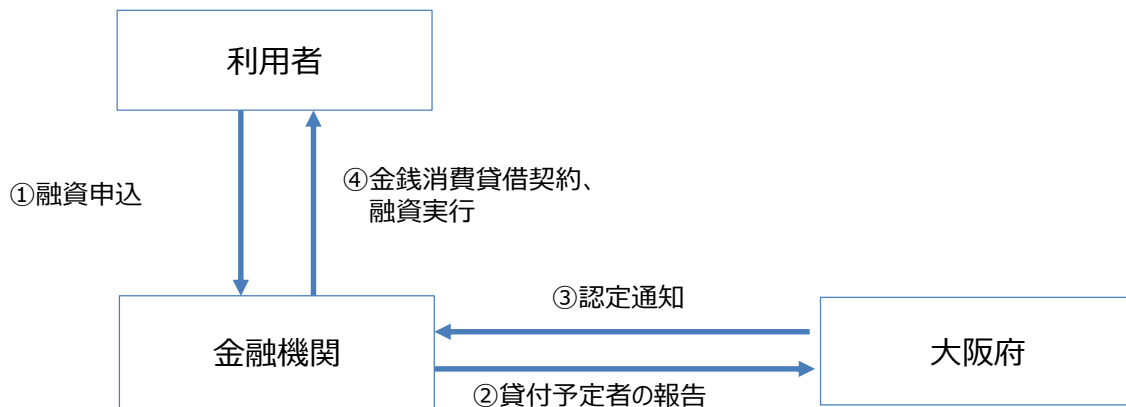 利用者
①融資申込
④金銭消費貸借契約、
融資実行
③認定通知
金融機関
大阪府
②貸付予定者の報告